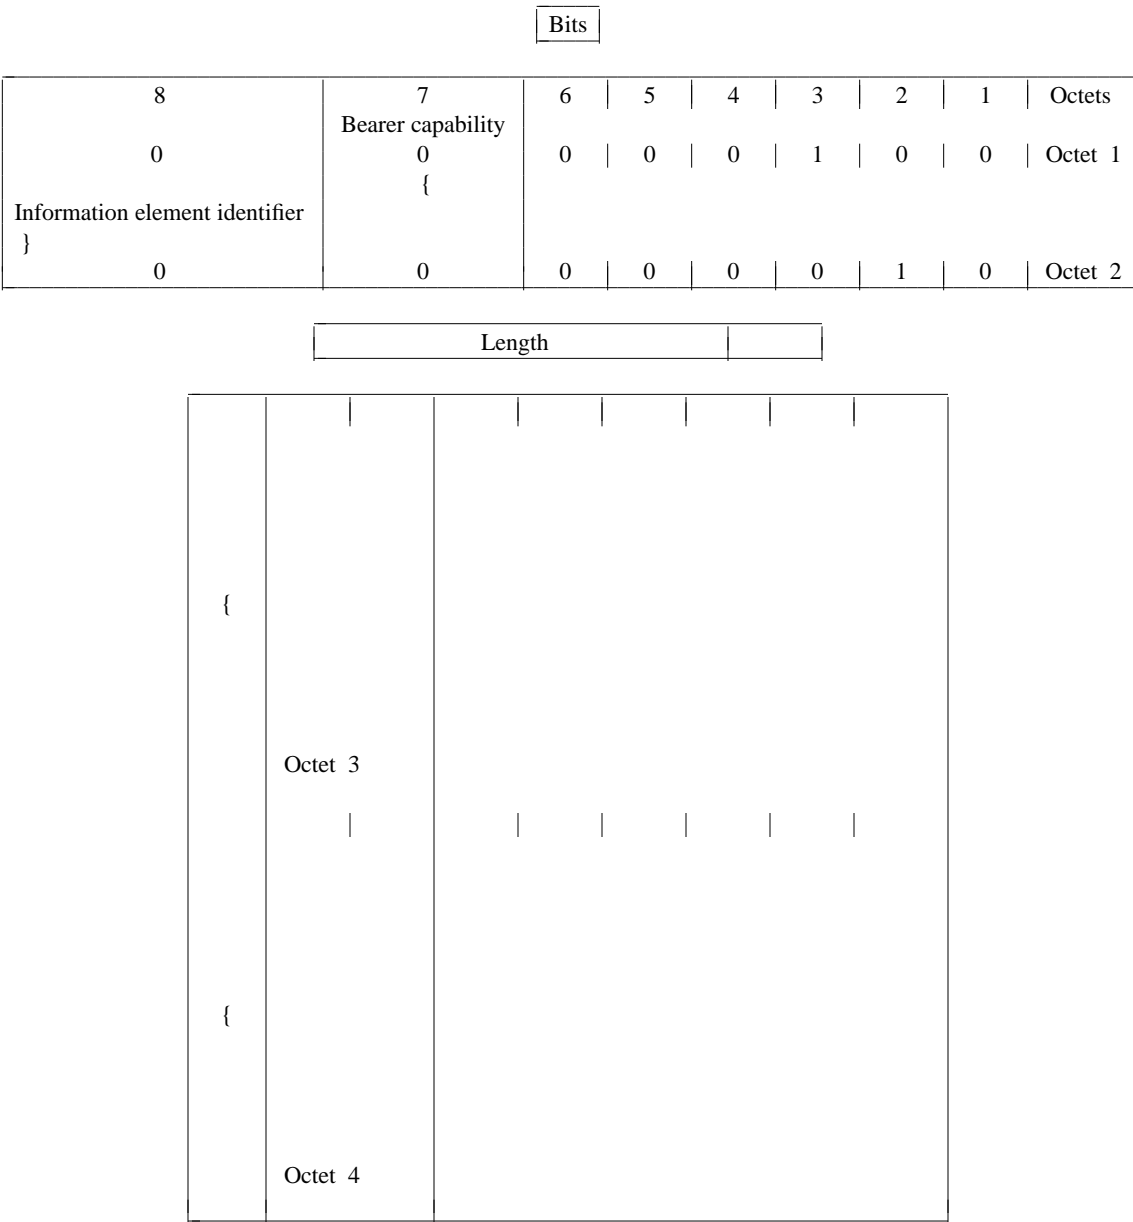 Bits
8 7 6 5 4 3 2 1 Octets
Bearer capability
0 0 0 0 0 1 0 0 Octet 1
{
Information element identifier
}
0 0 0 0 0 0 1 0 Octet 2
Length
{
Octet 3
{
Octet 4